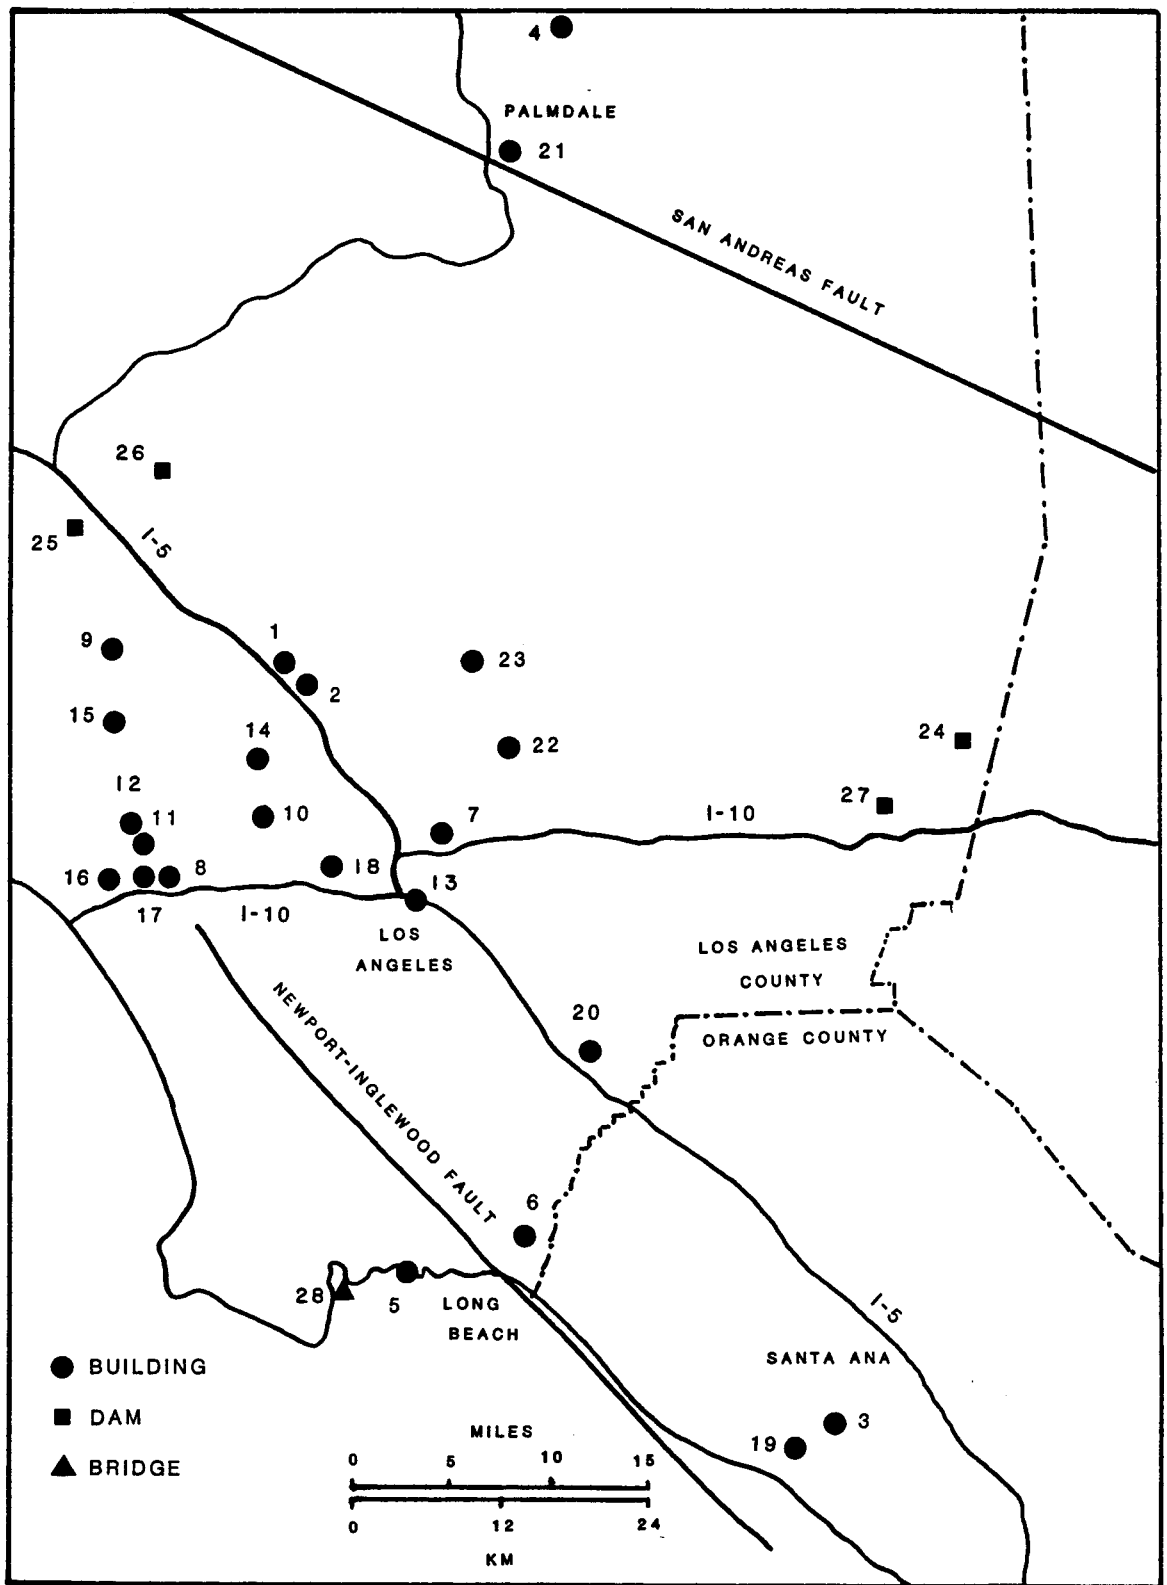 4
PALMDALE
21
SAN ANDREAS FAULT
26
25
I-5
9
1
23
2
15
14
22
24
12
11
10
7
27
I-10
16
8
18
13
17
I-10
LOS
ANGELES
LOS ANGELES
COUNTY
NEWPORT-INGLEWOOD FAULT
20
ORANGE COUNTY
6
28
5
LONG
BEACH
I-5
SANTA ANA
BUILDING
DAM
BRIDGE
3
19
MILES
0 5 10 15
0 12 24
KM